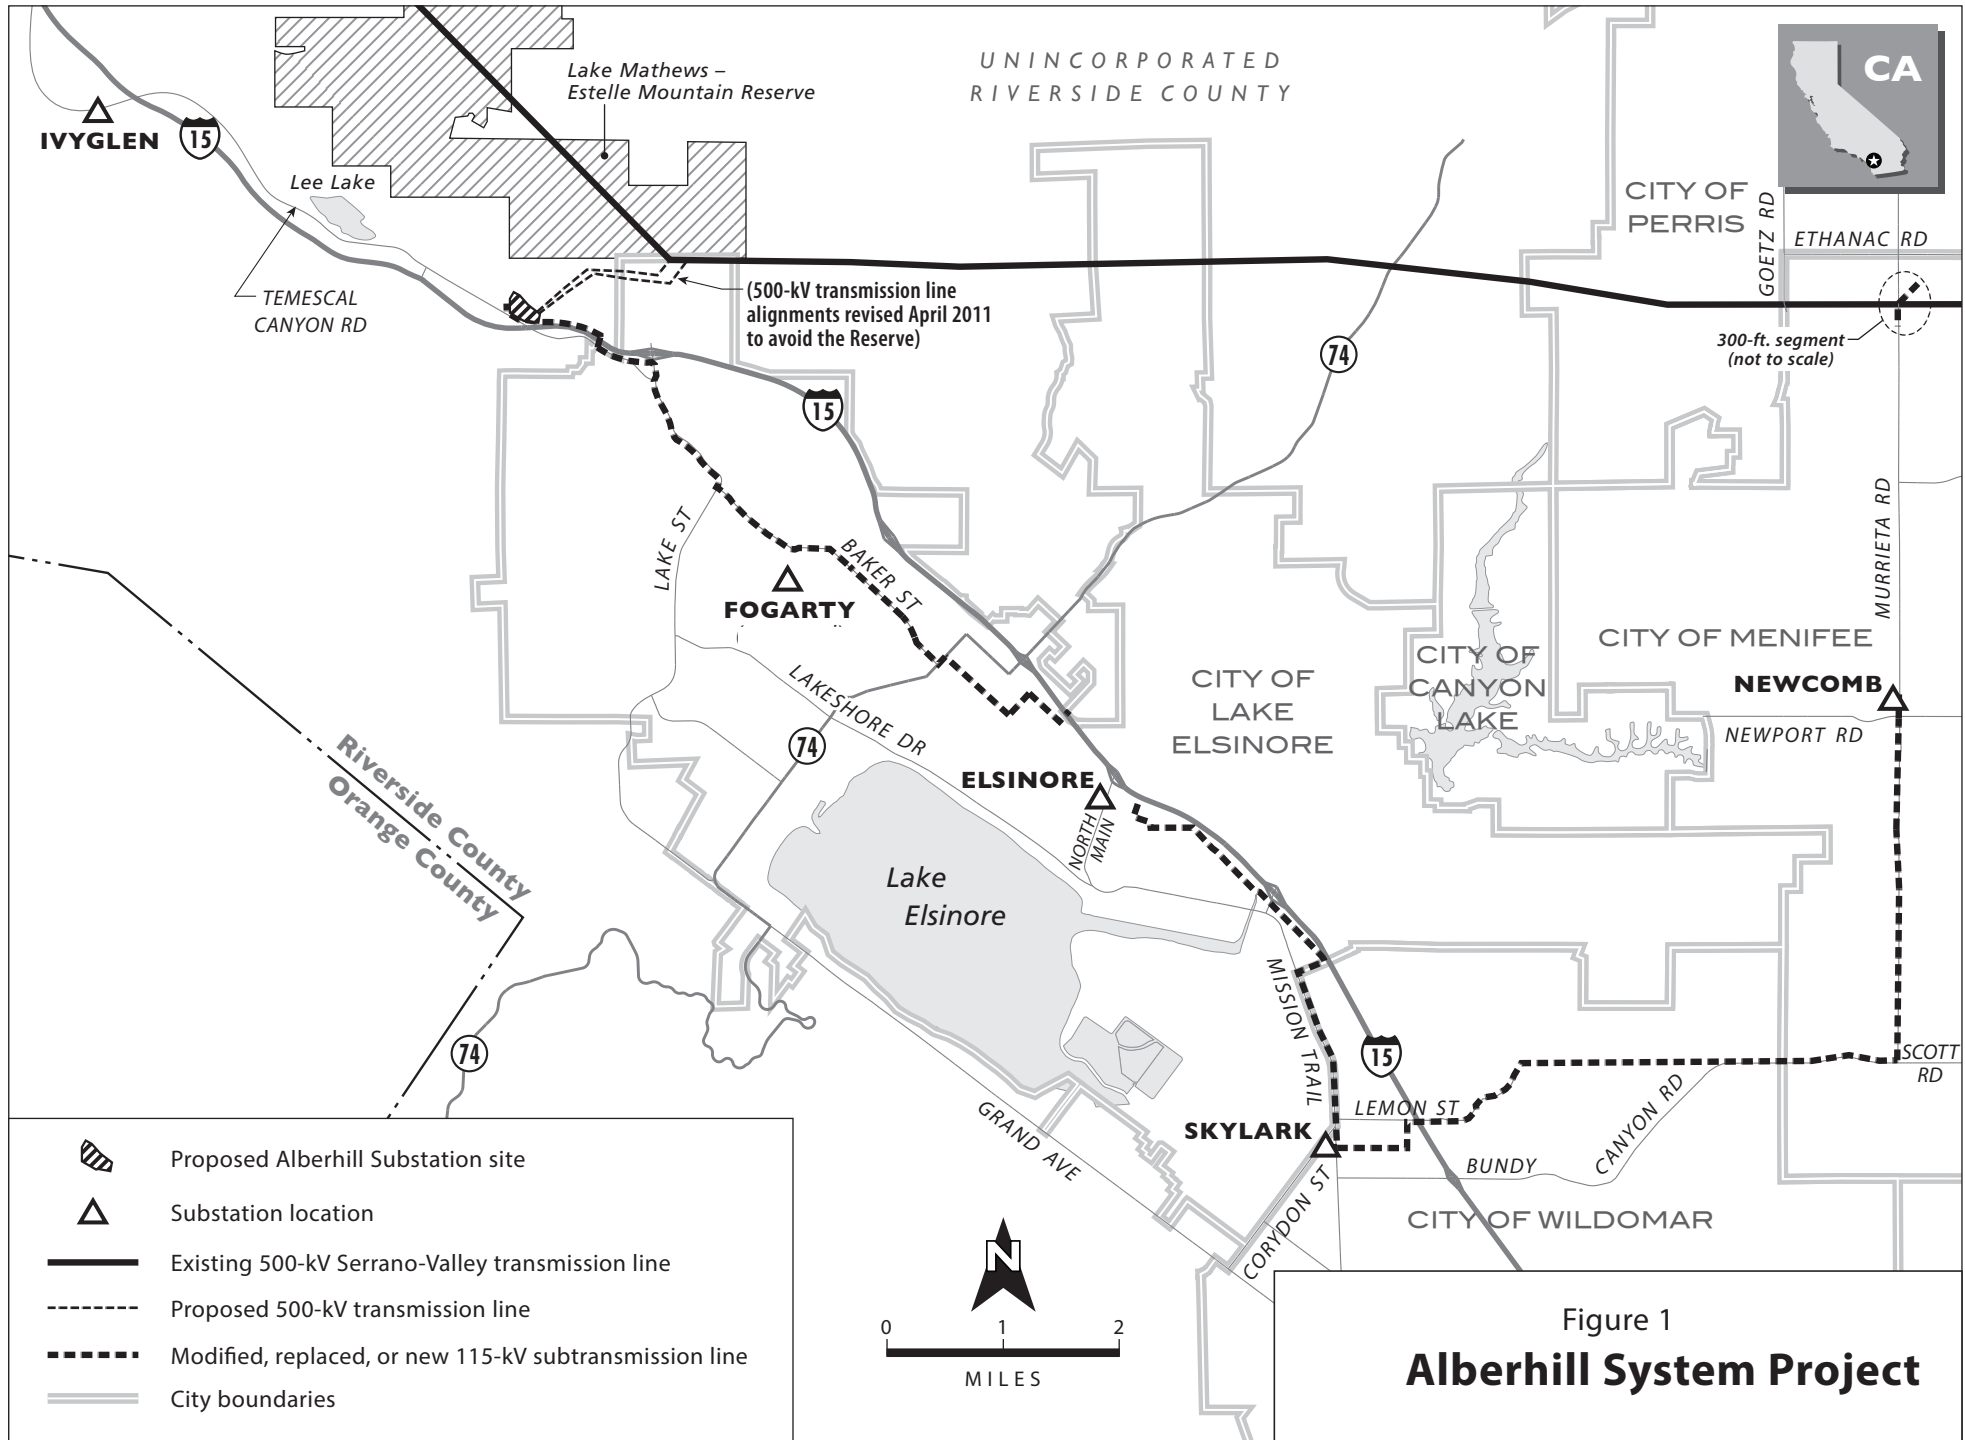 UNINCORPORATED
RIVERSIDE COUNTY
CA
Lake Mathews –
Estelle Mountain Reserve
IVYGLEN
15
Lee Lake
TEMESCAL
CANYON RD
(500-kV transmission line
alignments revised April 2011
to avoid the Reserve)
CITY OF
PERRIS
GOETZ RD
ETHANAC RD
300-ft. segment
(not to scale)
74
15
LAKE ST
BAKER ST
FOGARTY
MURRIETA RD
CITY OF MENIFEE
CITY OF
CANYON
LAKE
NEWCOMB
NEWPORT RD
CITY OF
LAKE
ELSINORE
LAKESHORE DR
74
ELSINORE
NORTH
MAIN
Riverside County
Orange County
Lake
Elsinore
MISSION TRAIL
74
15
SCOTT
RD
LEMON ST
CANYON RD
SKYLARK
BUNDY
GRAND AVE
CORYDON ST
CITY OF WILDOMAR
Proposed Alberhill Substation site
Substation location
Existing 500-kV Serrano-Valley transmission line
Proposed 500-kV transmission line
Modified, replaced, or new 115-kV subtransmission line
City boundaries
N
0 1 2
MILES
Figure 1
Alberhill System Project